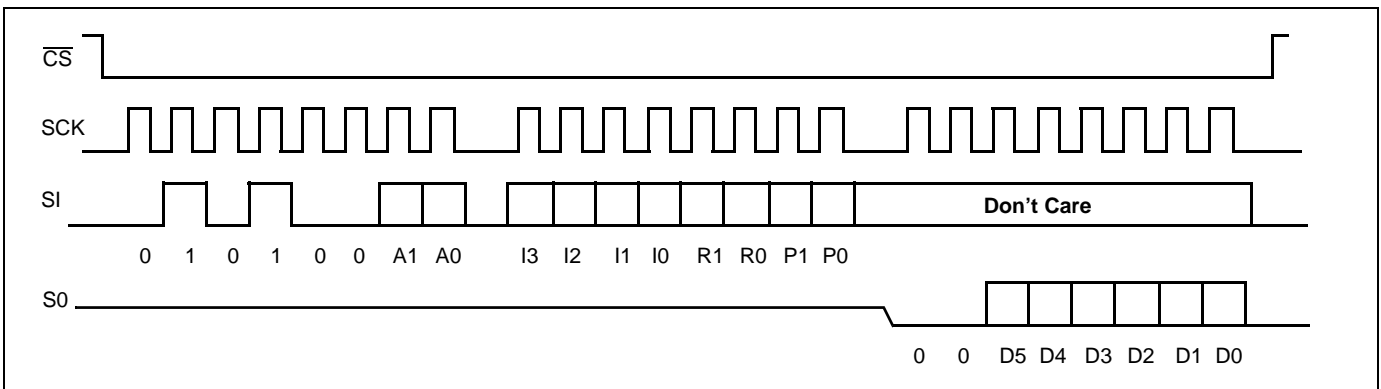 CS
SCK
SI
Don't Care
0 1 0 1 0 0 A1 A0 I3 I2 I1 I0 R1 R0 P1 P0
S0
0 0 D5 D4 D3 D2 D1 D0